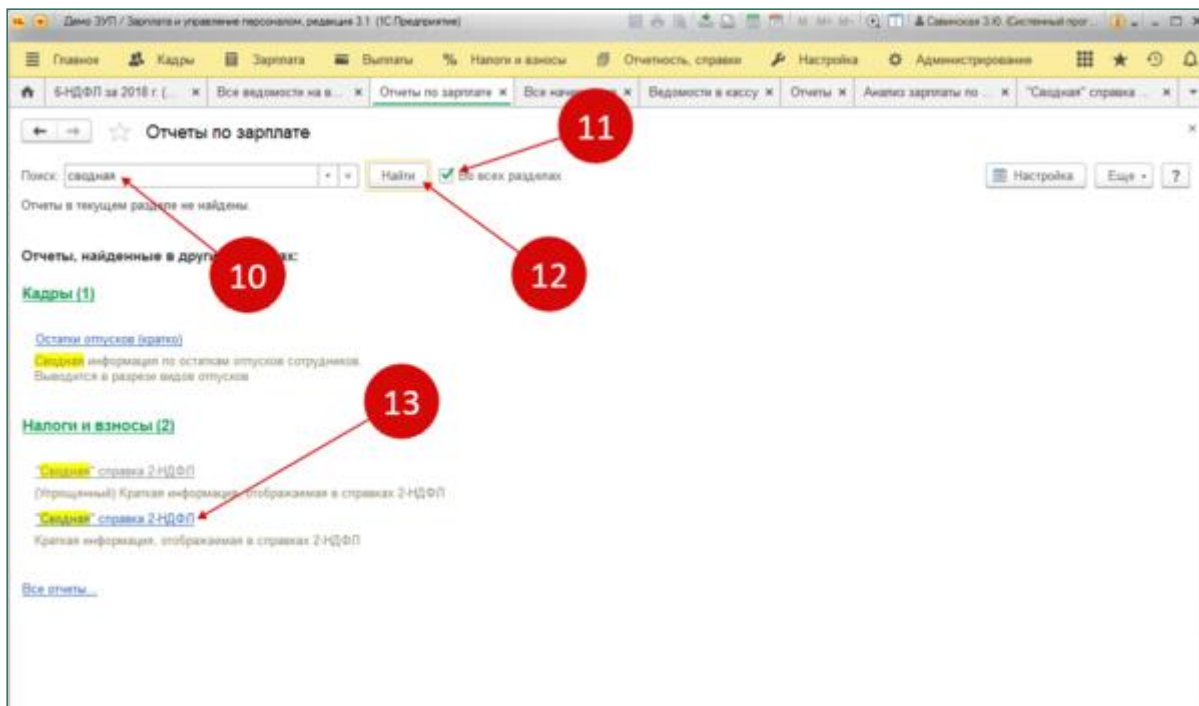 Демо ЗУП / Зарплата и управление персоналом, редакция 3.1 (1С:Предприятие)
M M+ M-
Савинская З.Ю. (Системный прог...
Главное Кадры Зарплата Выплаты % Налоги и взносы Отчетность, справки Настройка Администрирование
6-НДФЛ за 2018 г. (... × Все ведомости на в... × Отчеты по зарплате × Все × Ведомости в кассу × Отчеты × Анализ зарплаты по ... × "Сводная" справка ... ×
Отчеты по зарплате
11
Поиск: сводная Найти Во всех разделах Настройка Еще ?
Отчеты в текущем разделе не найдены.
10
12
Отчеты, найденные в других
Кадры (1)
Остатки отпусков (кратко)
Сводная информация по остаткам отпусков сотрудников.
Выводится в разрезе видов отпусков
13
Налоги и взносы (2)
"Сводная" справка 2-НДФЛ
(Упрощенный) Краткая информация, отображаемая в справках 2-НДФЛ
"Сводная" справка 2-НДФЛ
Краткая информация, отображаемая в справках 2-НДФЛ
Все отчеты...